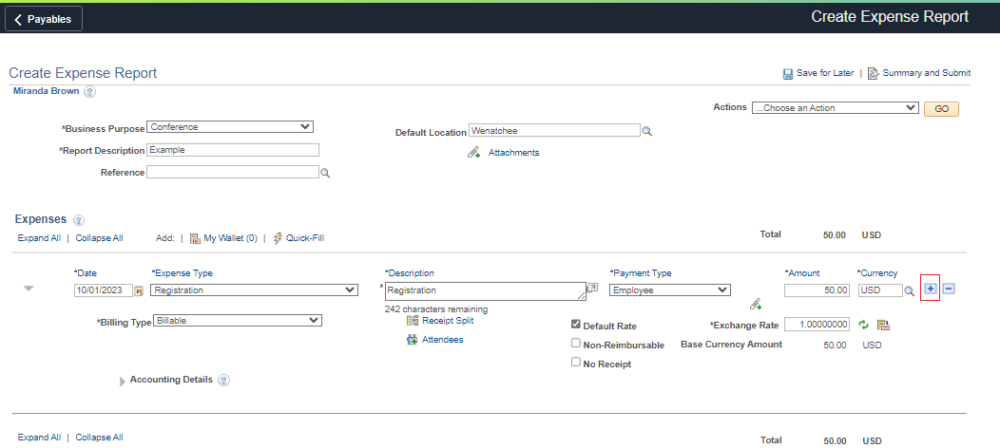 Payables
Create Expense Report
Create Expense Report
Save for Later | Summary and Submit
Miranda Brown ?
Actions ...Choose an Action GO
*Business Purpose Conference
Default Location Wenatchee
*Report Description Example
Attachments
Reference
Expenses ?
Expand All | Collapse All Add: | My Wallet (0) | Quick-Fill
Total 50.00 USD
*Date *Expense Type *Description *Payment Type *Amount *Currency
10/01/2023 Registration * Registration Employee 50.00 USD
242 characters remaining
*Billing Type Billable
Receipt Split
Default Rate *Exchange Rate 1.00000000
Attendees
Non-Reimbursable Base Currency Amount 50.00 USD
No Receipt
Accounting Details ?
Expand All | Collapse All
Total 50.00 USD